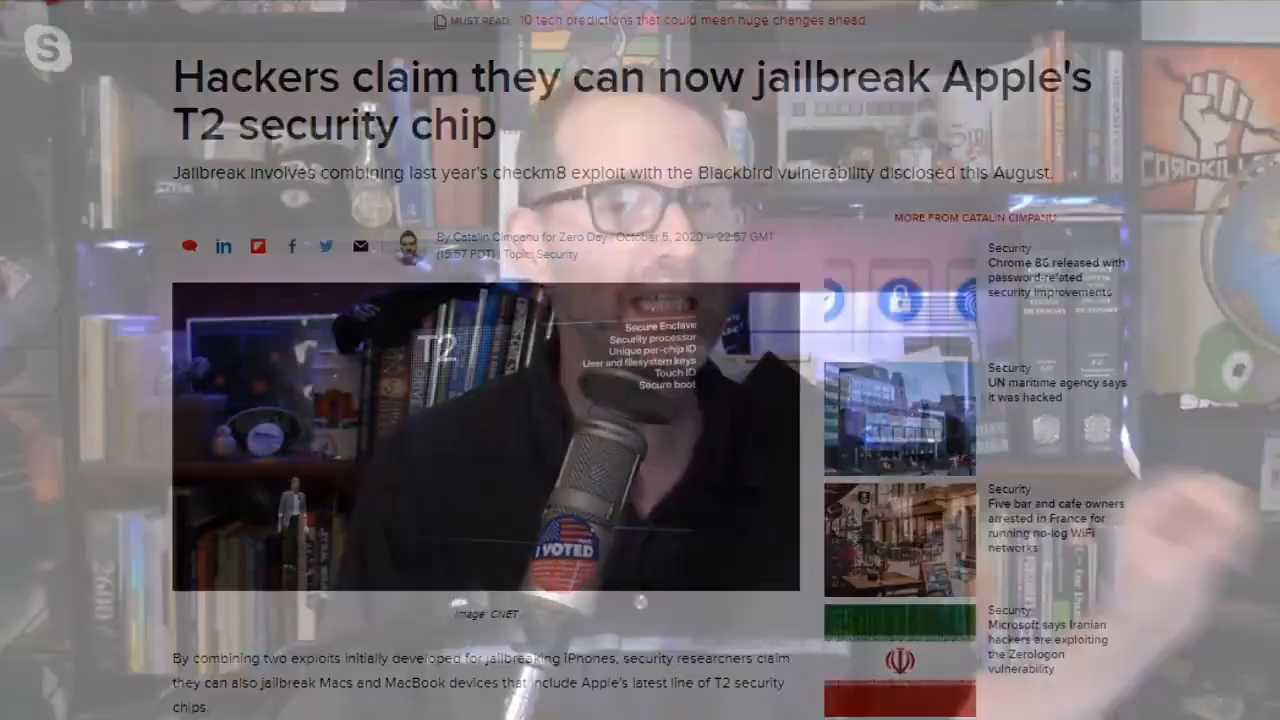 S
MUST READ: 10 tech predictions that could mean huge changes ahead
Hackers claim they can now jailbreak Apple's
T2 security chip
Jailbreak involves combining last year's checkm8 exploit with the Blackbird vulnerability disclosed this August.
CORDKILLERS
By Catalin Cimpanu for Zero Day | October 5, 2020 -- 22:57 GMT
(15:57 PDT) | Topic: Security
T2
Secure Enclave
Security processor
Unique per-chip ID
User and filesystem keys
Touch ID
Secure boot
I VOTED
2600
Image: CNET
By combining two exploits initially developed for jailbreaking iPhones, security researchers claim
they can also jailbreak Macs and MacBook devices that include Apple's latest line of T2 security
chips.
MORE FROM CATALIN CIMPANU
Security
Chrome 86 released with
password-related
security improvements
Security
UN maritime agency says
it was hacked
Security
Five bar and cafe owners
arrested in France for
running no-log WiFi
networks
Security
Microsoft says Iranian
hackers are exploiting
the Zerologon
vulnerability